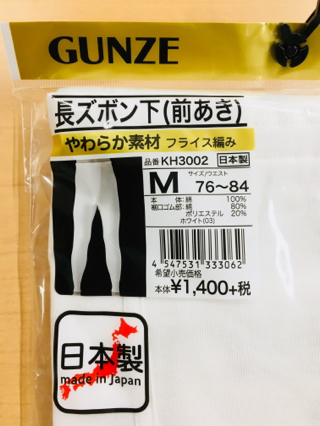 GUNZE
長ズボン下(前あき)
やわらか素材 フライス編み
品番 KH3002 日本製
サイズ/ウエスト
M 76～84
本体:綿 100%
裾口ゴム部:綿 80%
ポリエステル 20%
ホワイト(03)
4 547531 333062
希望小売価格
本体¥1,400+税
日本製
made in Japan